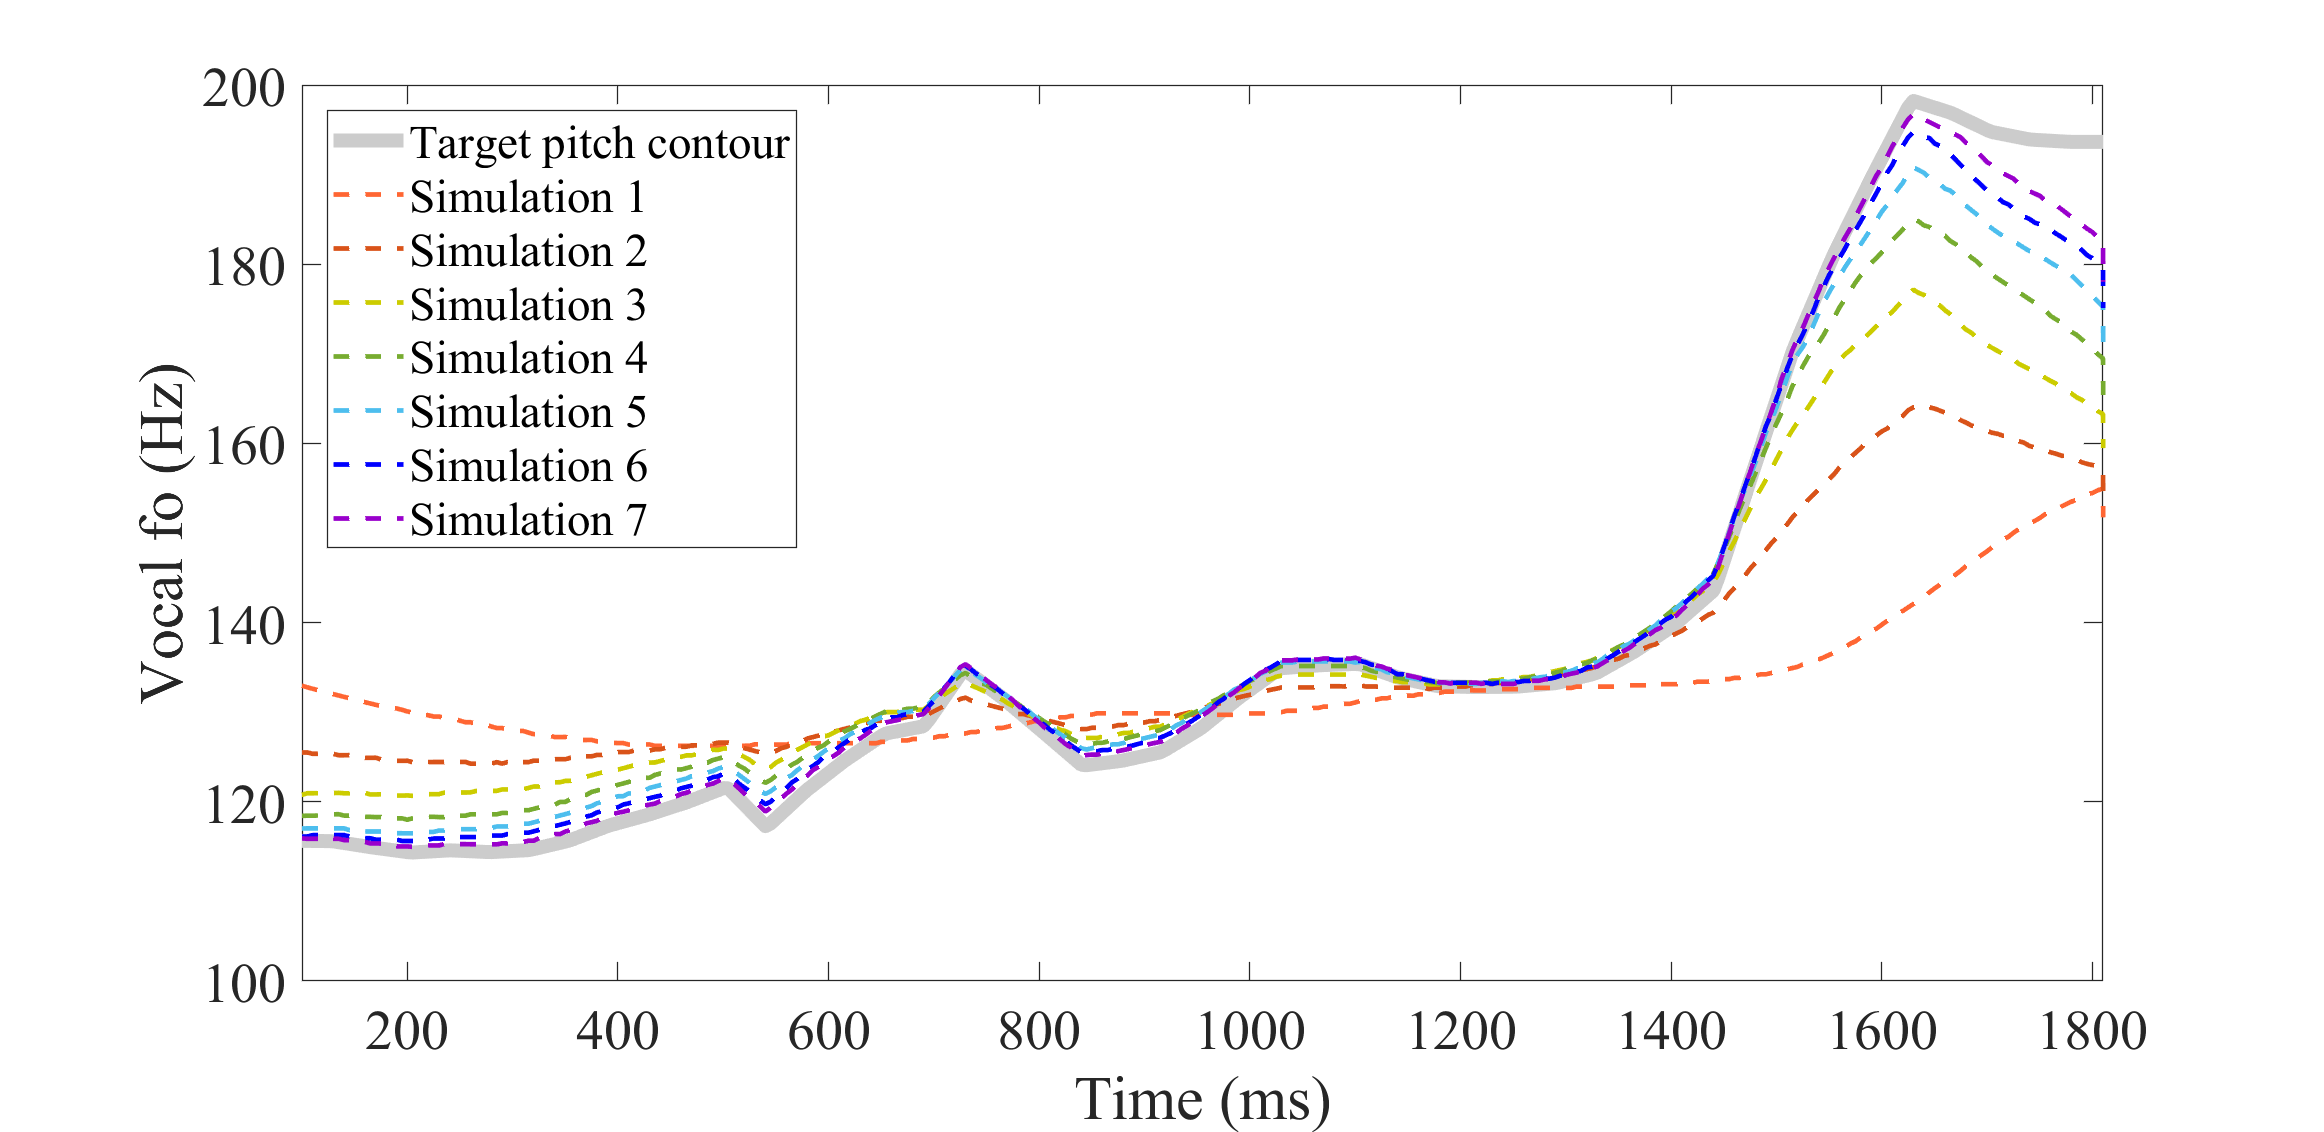 200
180
160
140
120
100
Vocal fo (Hz)
Target pitch contour
Simulation 1
Simulation 2
Simulation 3
Simulation 4
Simulation 5
Simulation 6
Simulation 7
200 400 600 800 1000 1200 1400 1600 1800
Time (ms)